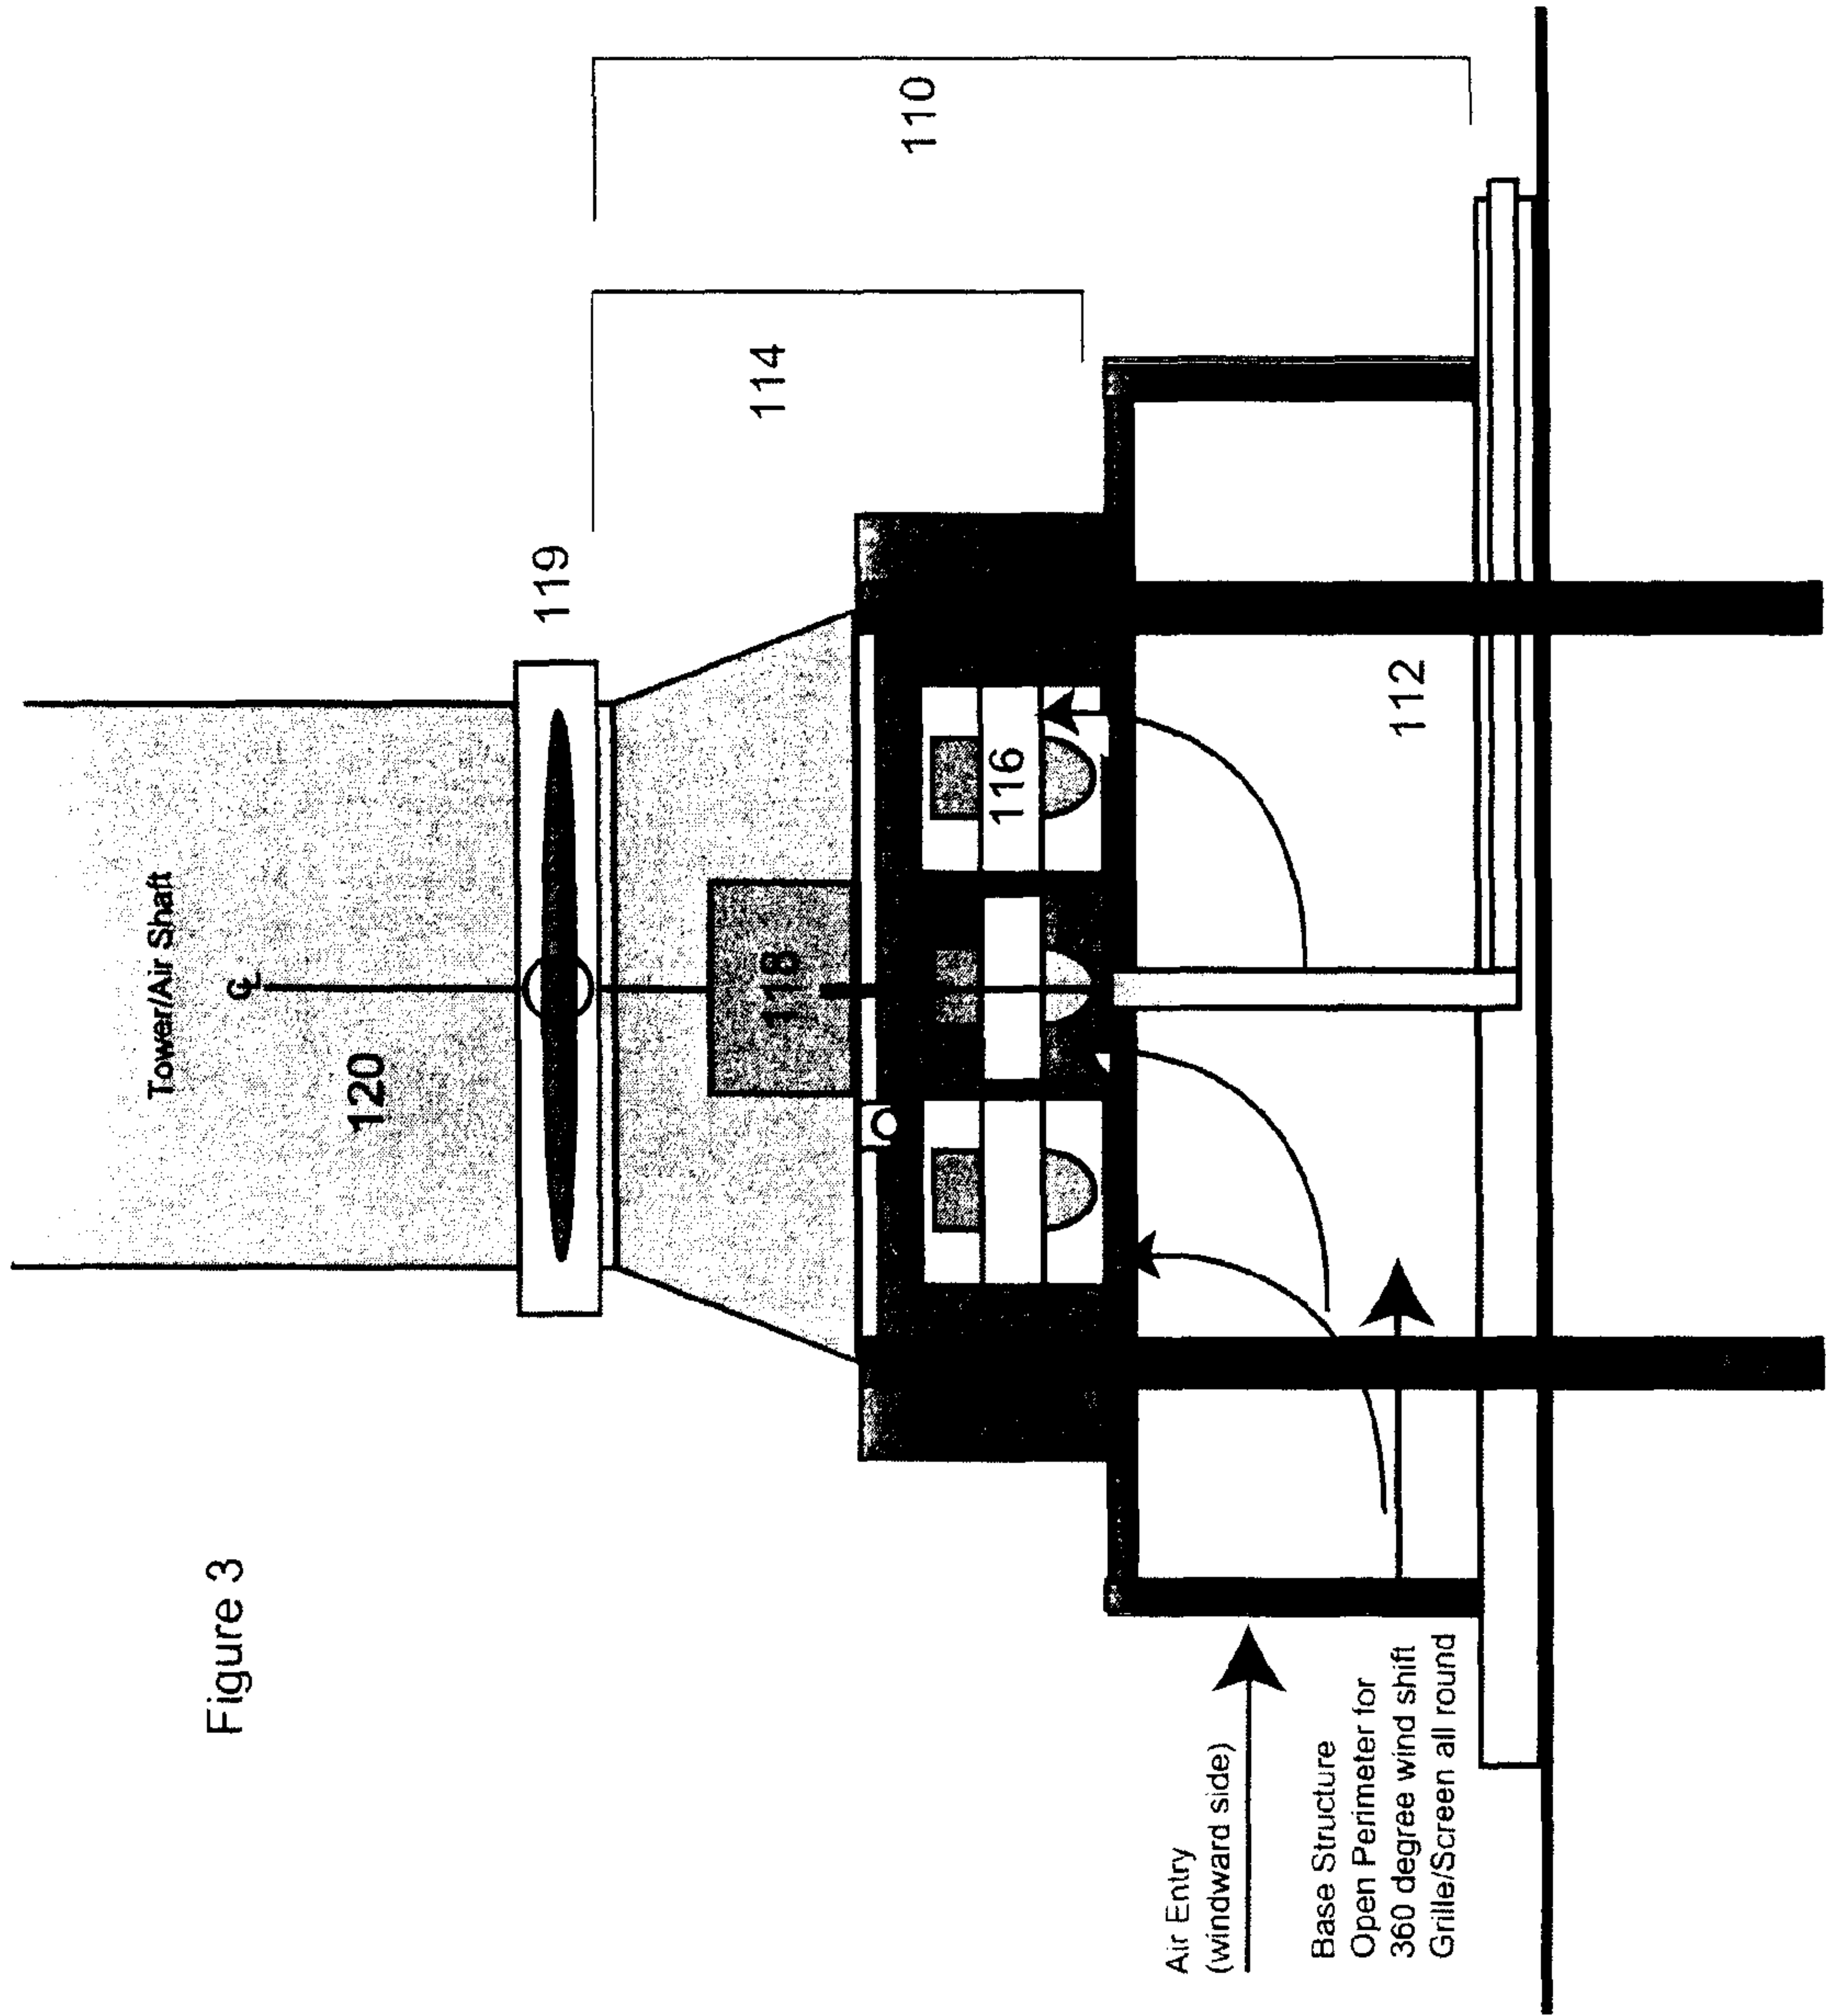 Figure 3
Tower/Air Shaft
℄
120
119
118
114
116
110
112
Air Entry
(windward side)
Base Structure
Open Perimeter for
360 degree wind shift
Grille/Screen all round